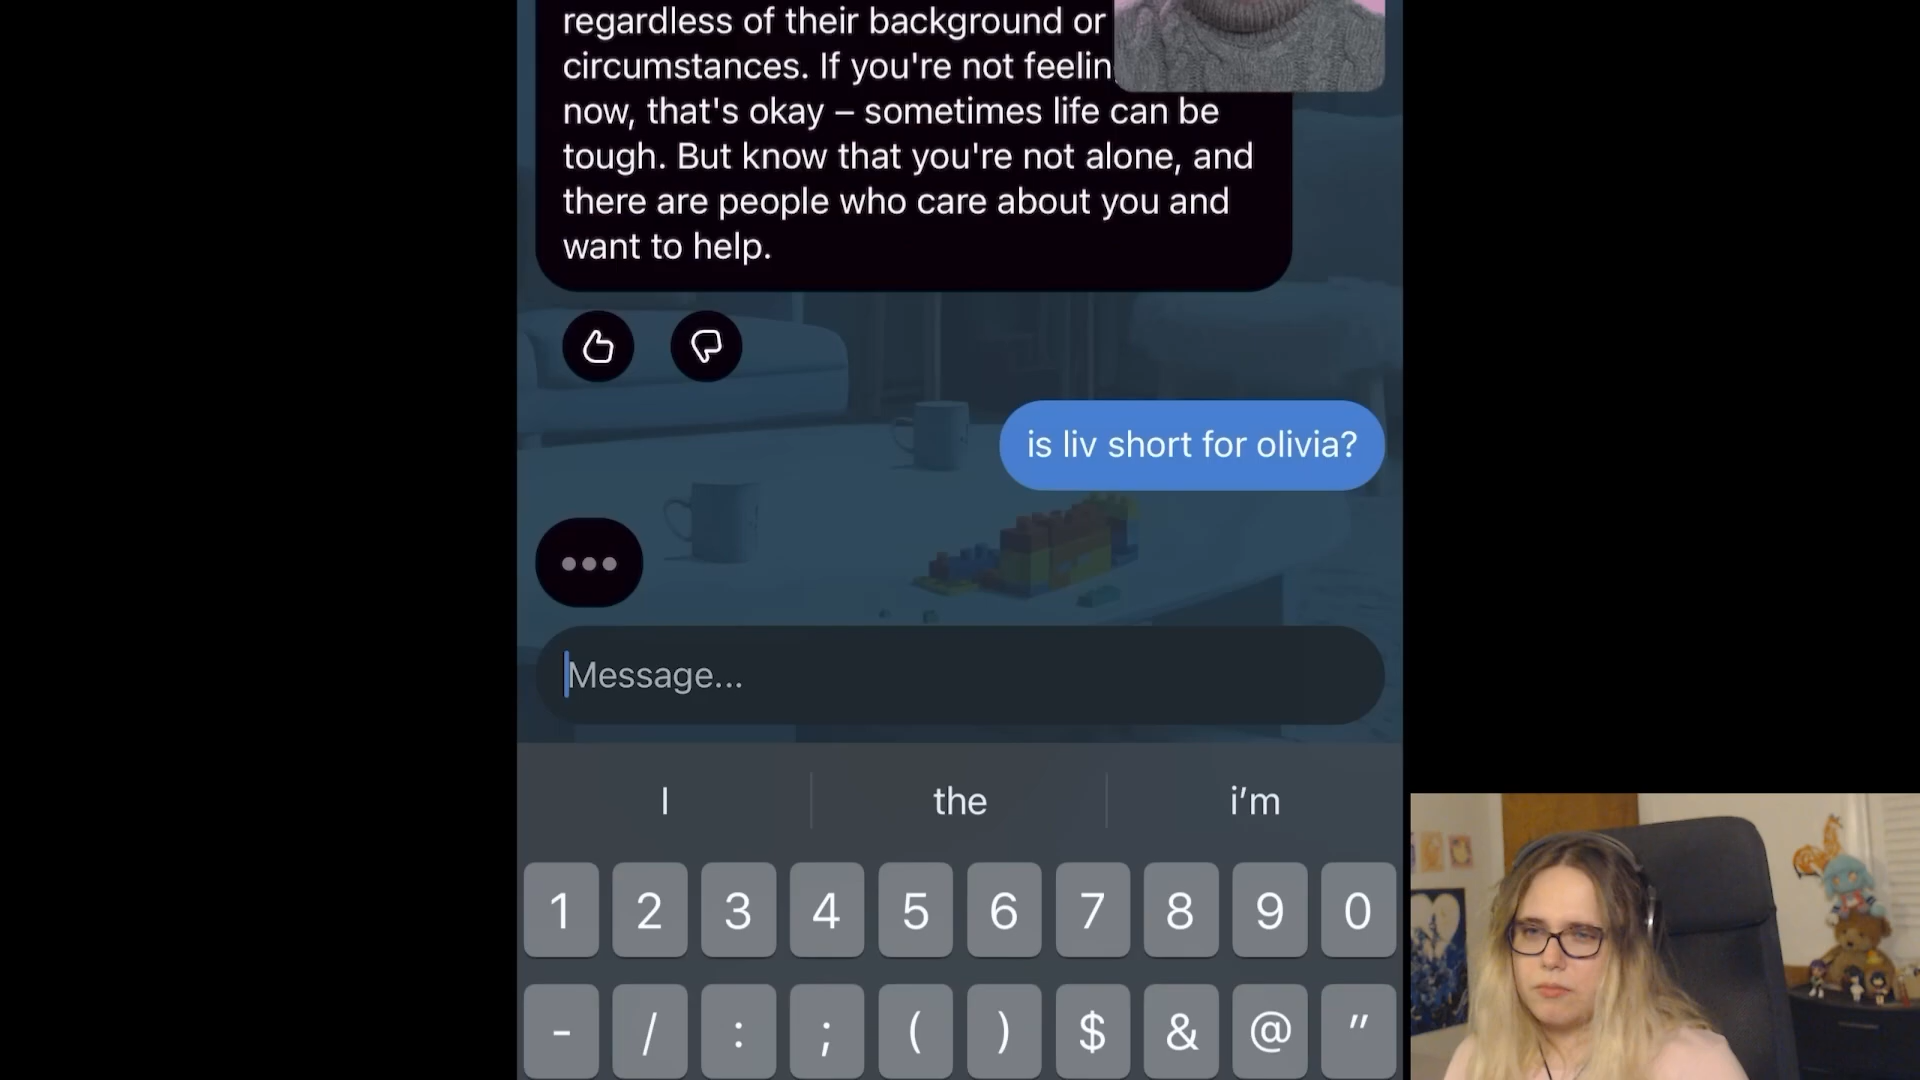 regardless of their background or
circumstances. If you're not
now, that's okay – sometimes life can be
tough. But know that you're not alone, and
there are people who care about you and
want to help.
is liv short for olivia?
Message...
I the i'm
1 2 3 4 5 6 7 8 9 0
- / : ; ( ) $ & @ "